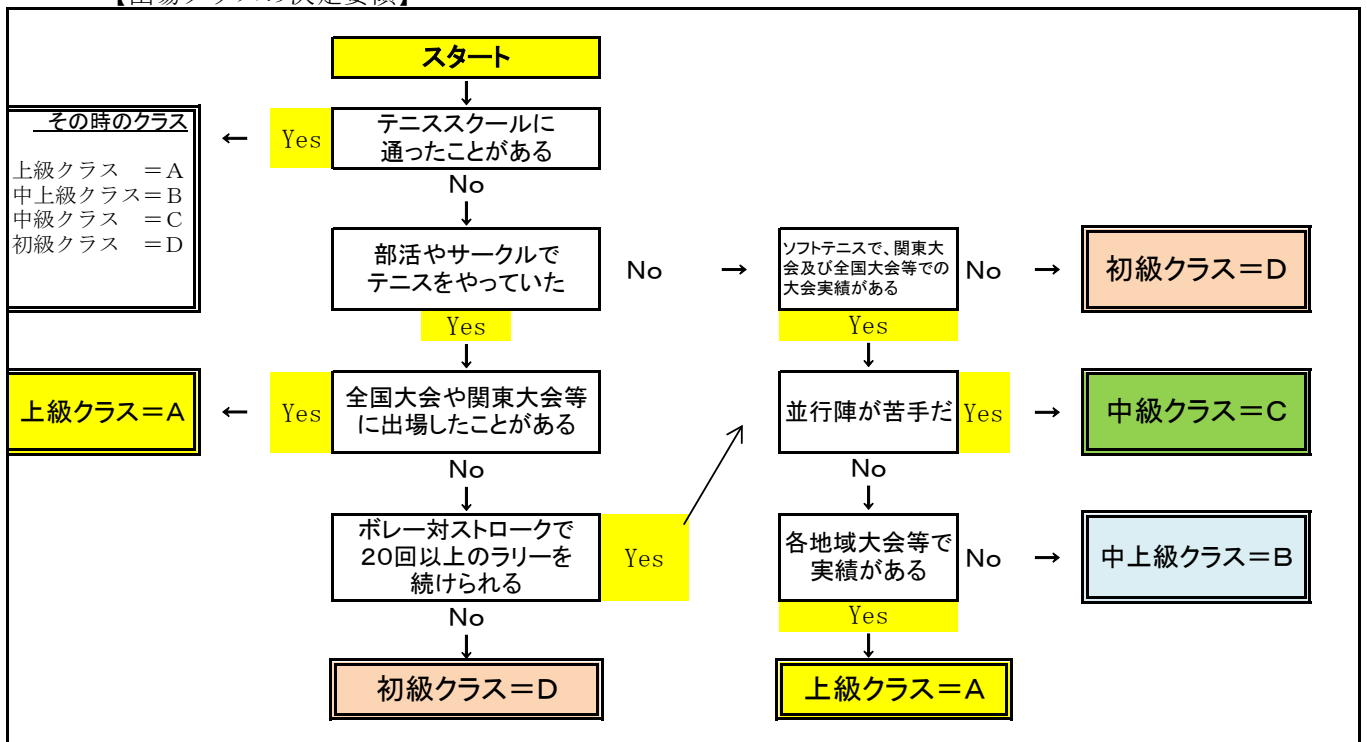 【出場クラスの決定要領】
スタート
その時のクラス
上級クラス ＝A
中上級クラス＝B
中級クラス ＝C
初級クラス ＝D
←
Yes
テニススクールに
通ったことがある
No
部活やサークルで
テニスをやっていた
No →
ソフトテニスで、関東大
会及び全国大会等での
大会実績がある
No →
初級クラス＝D
Yes
Yes
上級クラス＝A
←
Yes
全国大会や関東大会等
に出場したことがある
並行陣が苦手だ
Yes
→
中級クラス＝C
No
No
ボレー対ストロークで
２０回以上のラリーを
続けられる
Yes
各地域大会等で
実績がある
No →
中上級クラス＝B
No
Yes
初級クラス＝D
上級クラス＝A